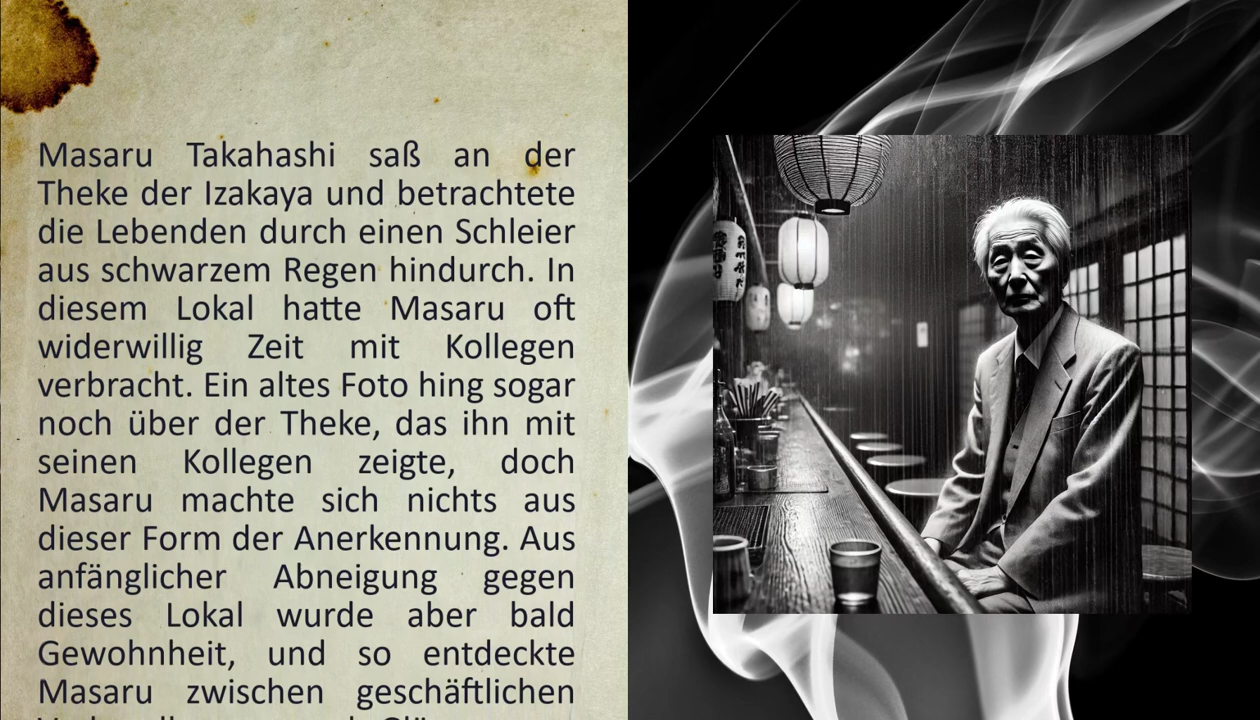 Masaru Takahashi saß an der
Theke der Izakaya und betrachtete
die Lebenden durch einen Schleier
aus schwarzem Regen hindurch. In
diesem Lokal hatte Masaru oft
widerwillig Zeit mit Kollegen
verbracht. Ein altes Foto hing sogar
noch über der Theke, das ihn mit
seinen Kollegen zeigte, doch
Masaru machte sich nichts aus
dieser Form der Anerkennung. Aus
anfänglicher Abneigung gegen
dieses Lokal wurde aber bald
Gewohnheit, und so entdeckte
Masaru zwischen geschäftlichen